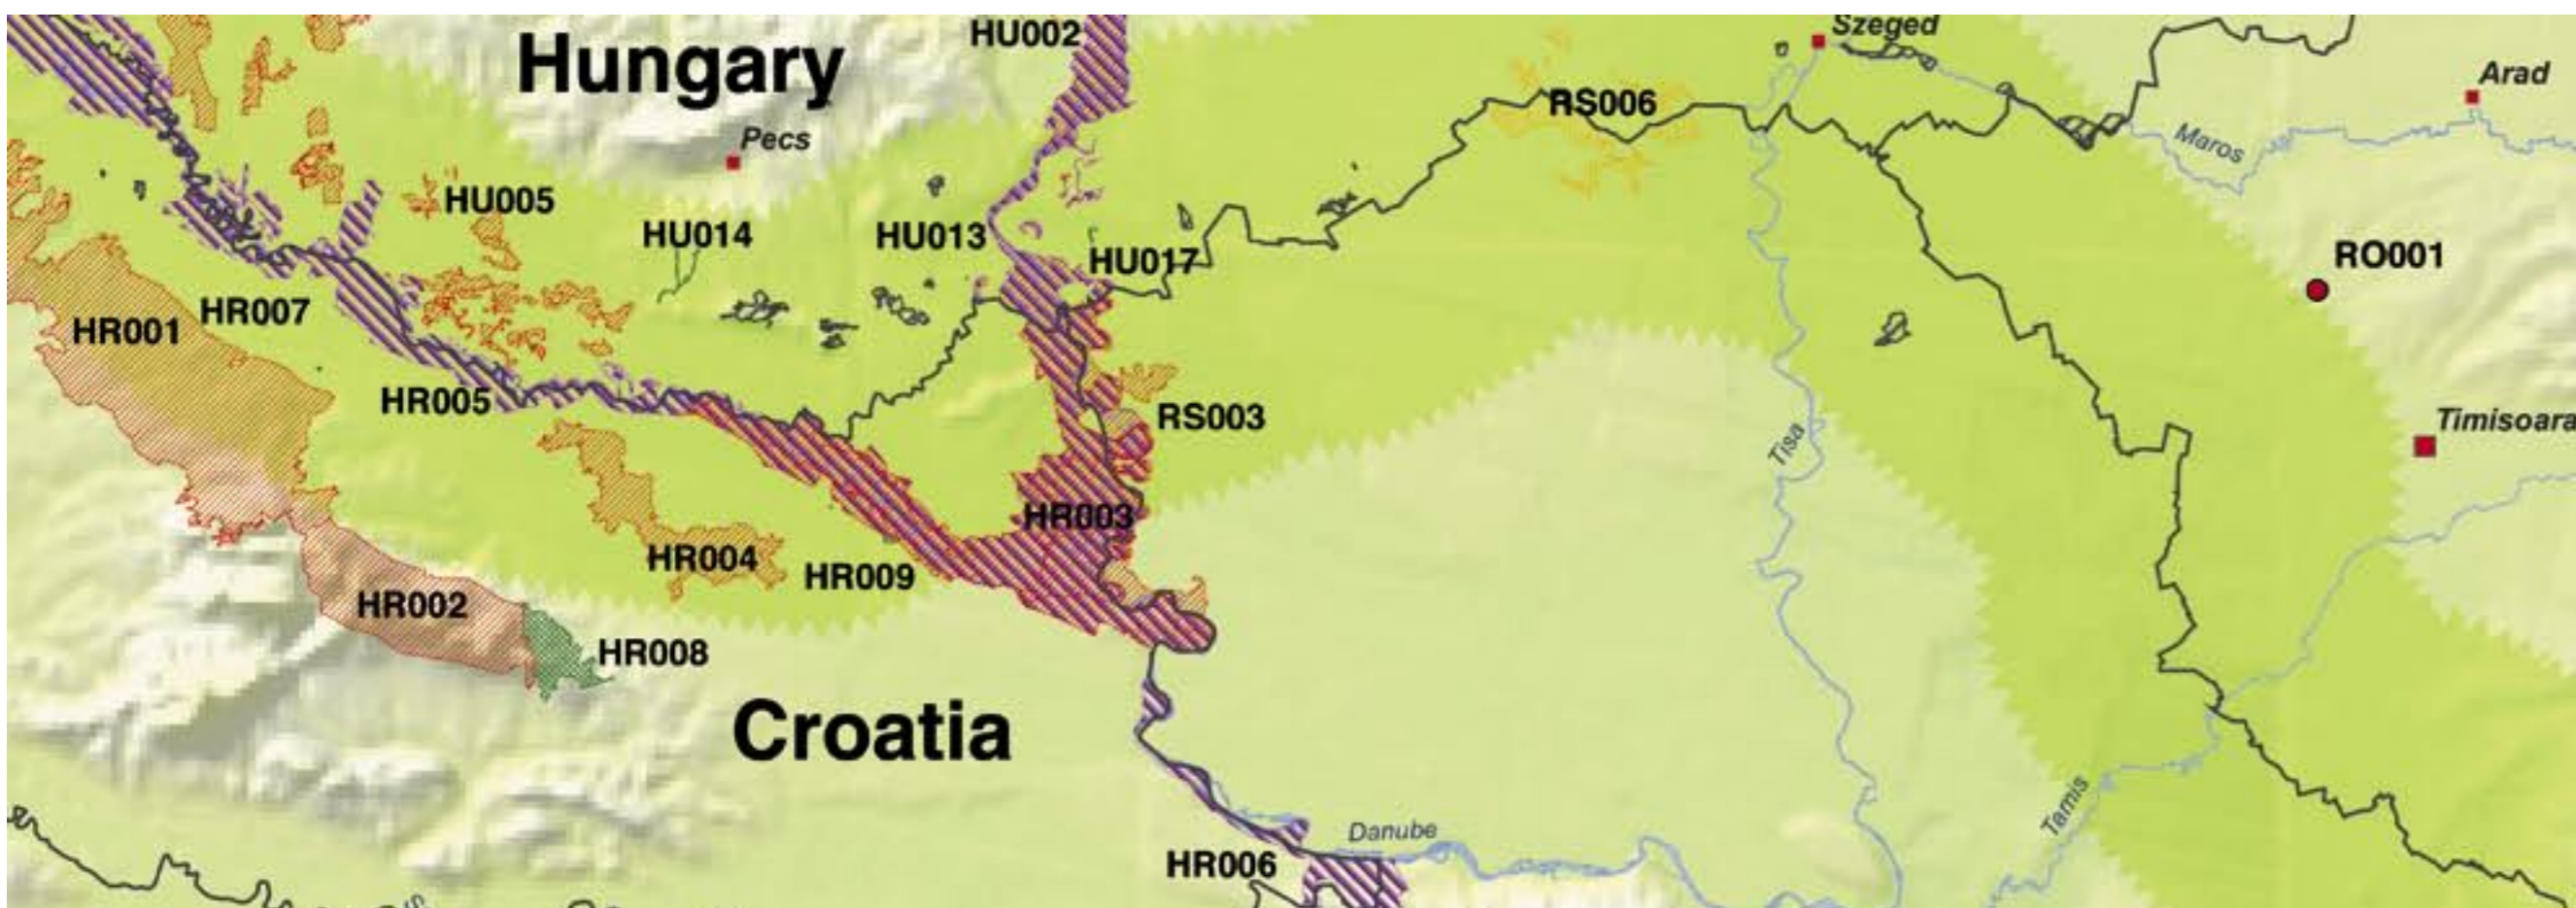 HU002
Szeged
Hungary
Arad
RS006
Pecs
Maros
HU005
HU014
HU013
HU017
RO001
HR007
HR001
HR005
RS003
Timisoara
Tisa
HR003
HR004
HR009
HR002
HR008
Croatia
Tamis
Danube
HR006